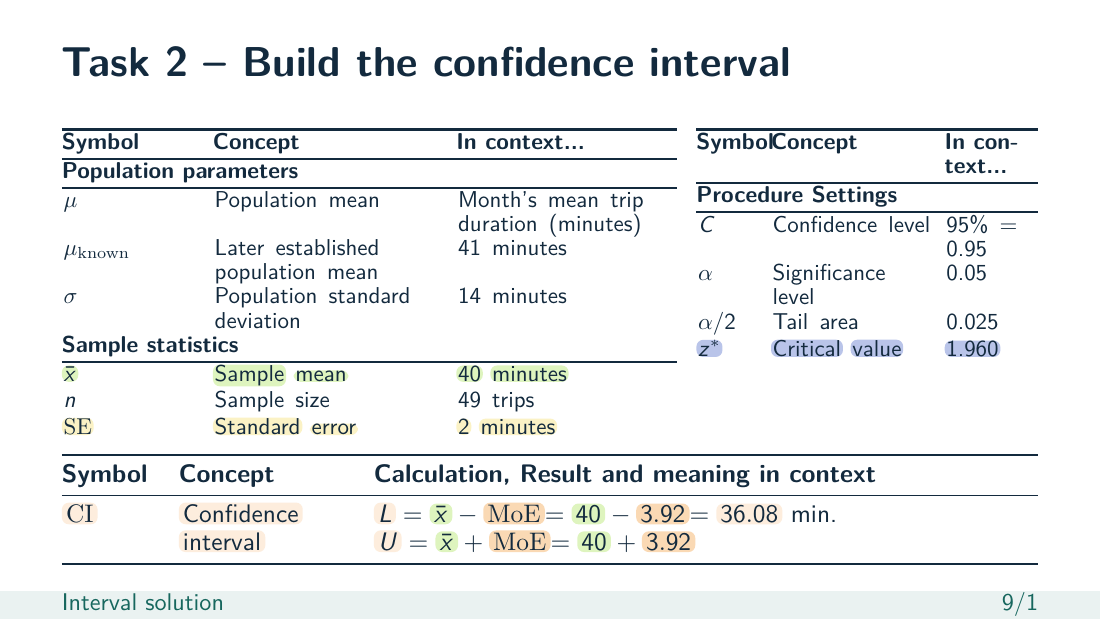 Task 2 – Build the confidence interval
Symbol Concept In context...
Population parameters
μ Population mean Month's mean trip
duration (minutes)
μknown Later established 41 minutes
population mean
σ Population standard 14 minutes
deviation
Sample statistics
x̄ Sample mean 40 minutes
n Sample size 49 trips
SE Standard error 2 minutes
Symbol Concept In con-
text...
Procedure Settings
C Confidence level 95% =
0.95
α Significance 0.05
level
α/2 Tail area 0.025
z* Critical value 1.960
Symbol Concept Calculation, Result and meaning in context
CI Confidence L = x̄ − MoE = 40 − 3.92 = 36.08 min.
interval U = x̄ + MoE = 40 + 3.92
Interval solution 9/1